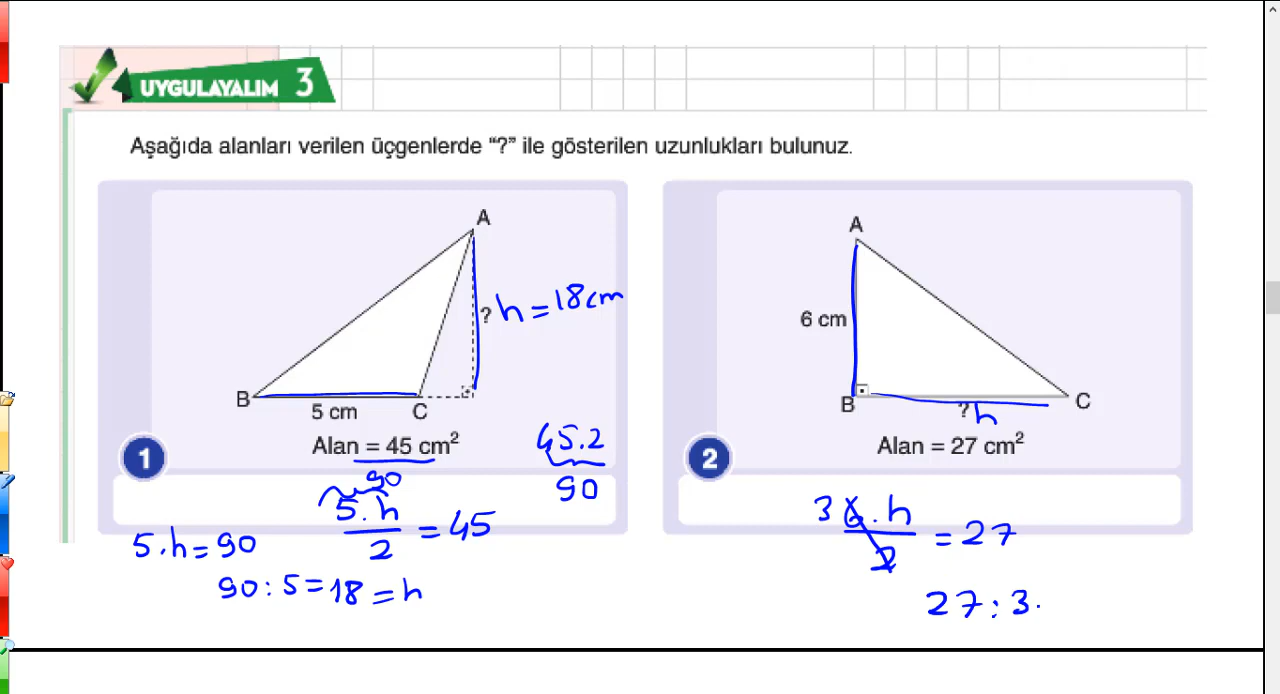 UYGULAYALIM 3
Aşağıda alanları verilen üçgenlerde “?” ile gösterilen uzunlukları bulunuz.
A
? h = 18 cm
B
5 cm
C
Alan = 45 cm²
1
45.2
90
90
5.h
2
= 45
5.h = 90
90 : 5 = 18 = h
A
6 cm
B
? h
C
Alan = 27 cm²
2
3 6.h
2
= 27
27 : 3.